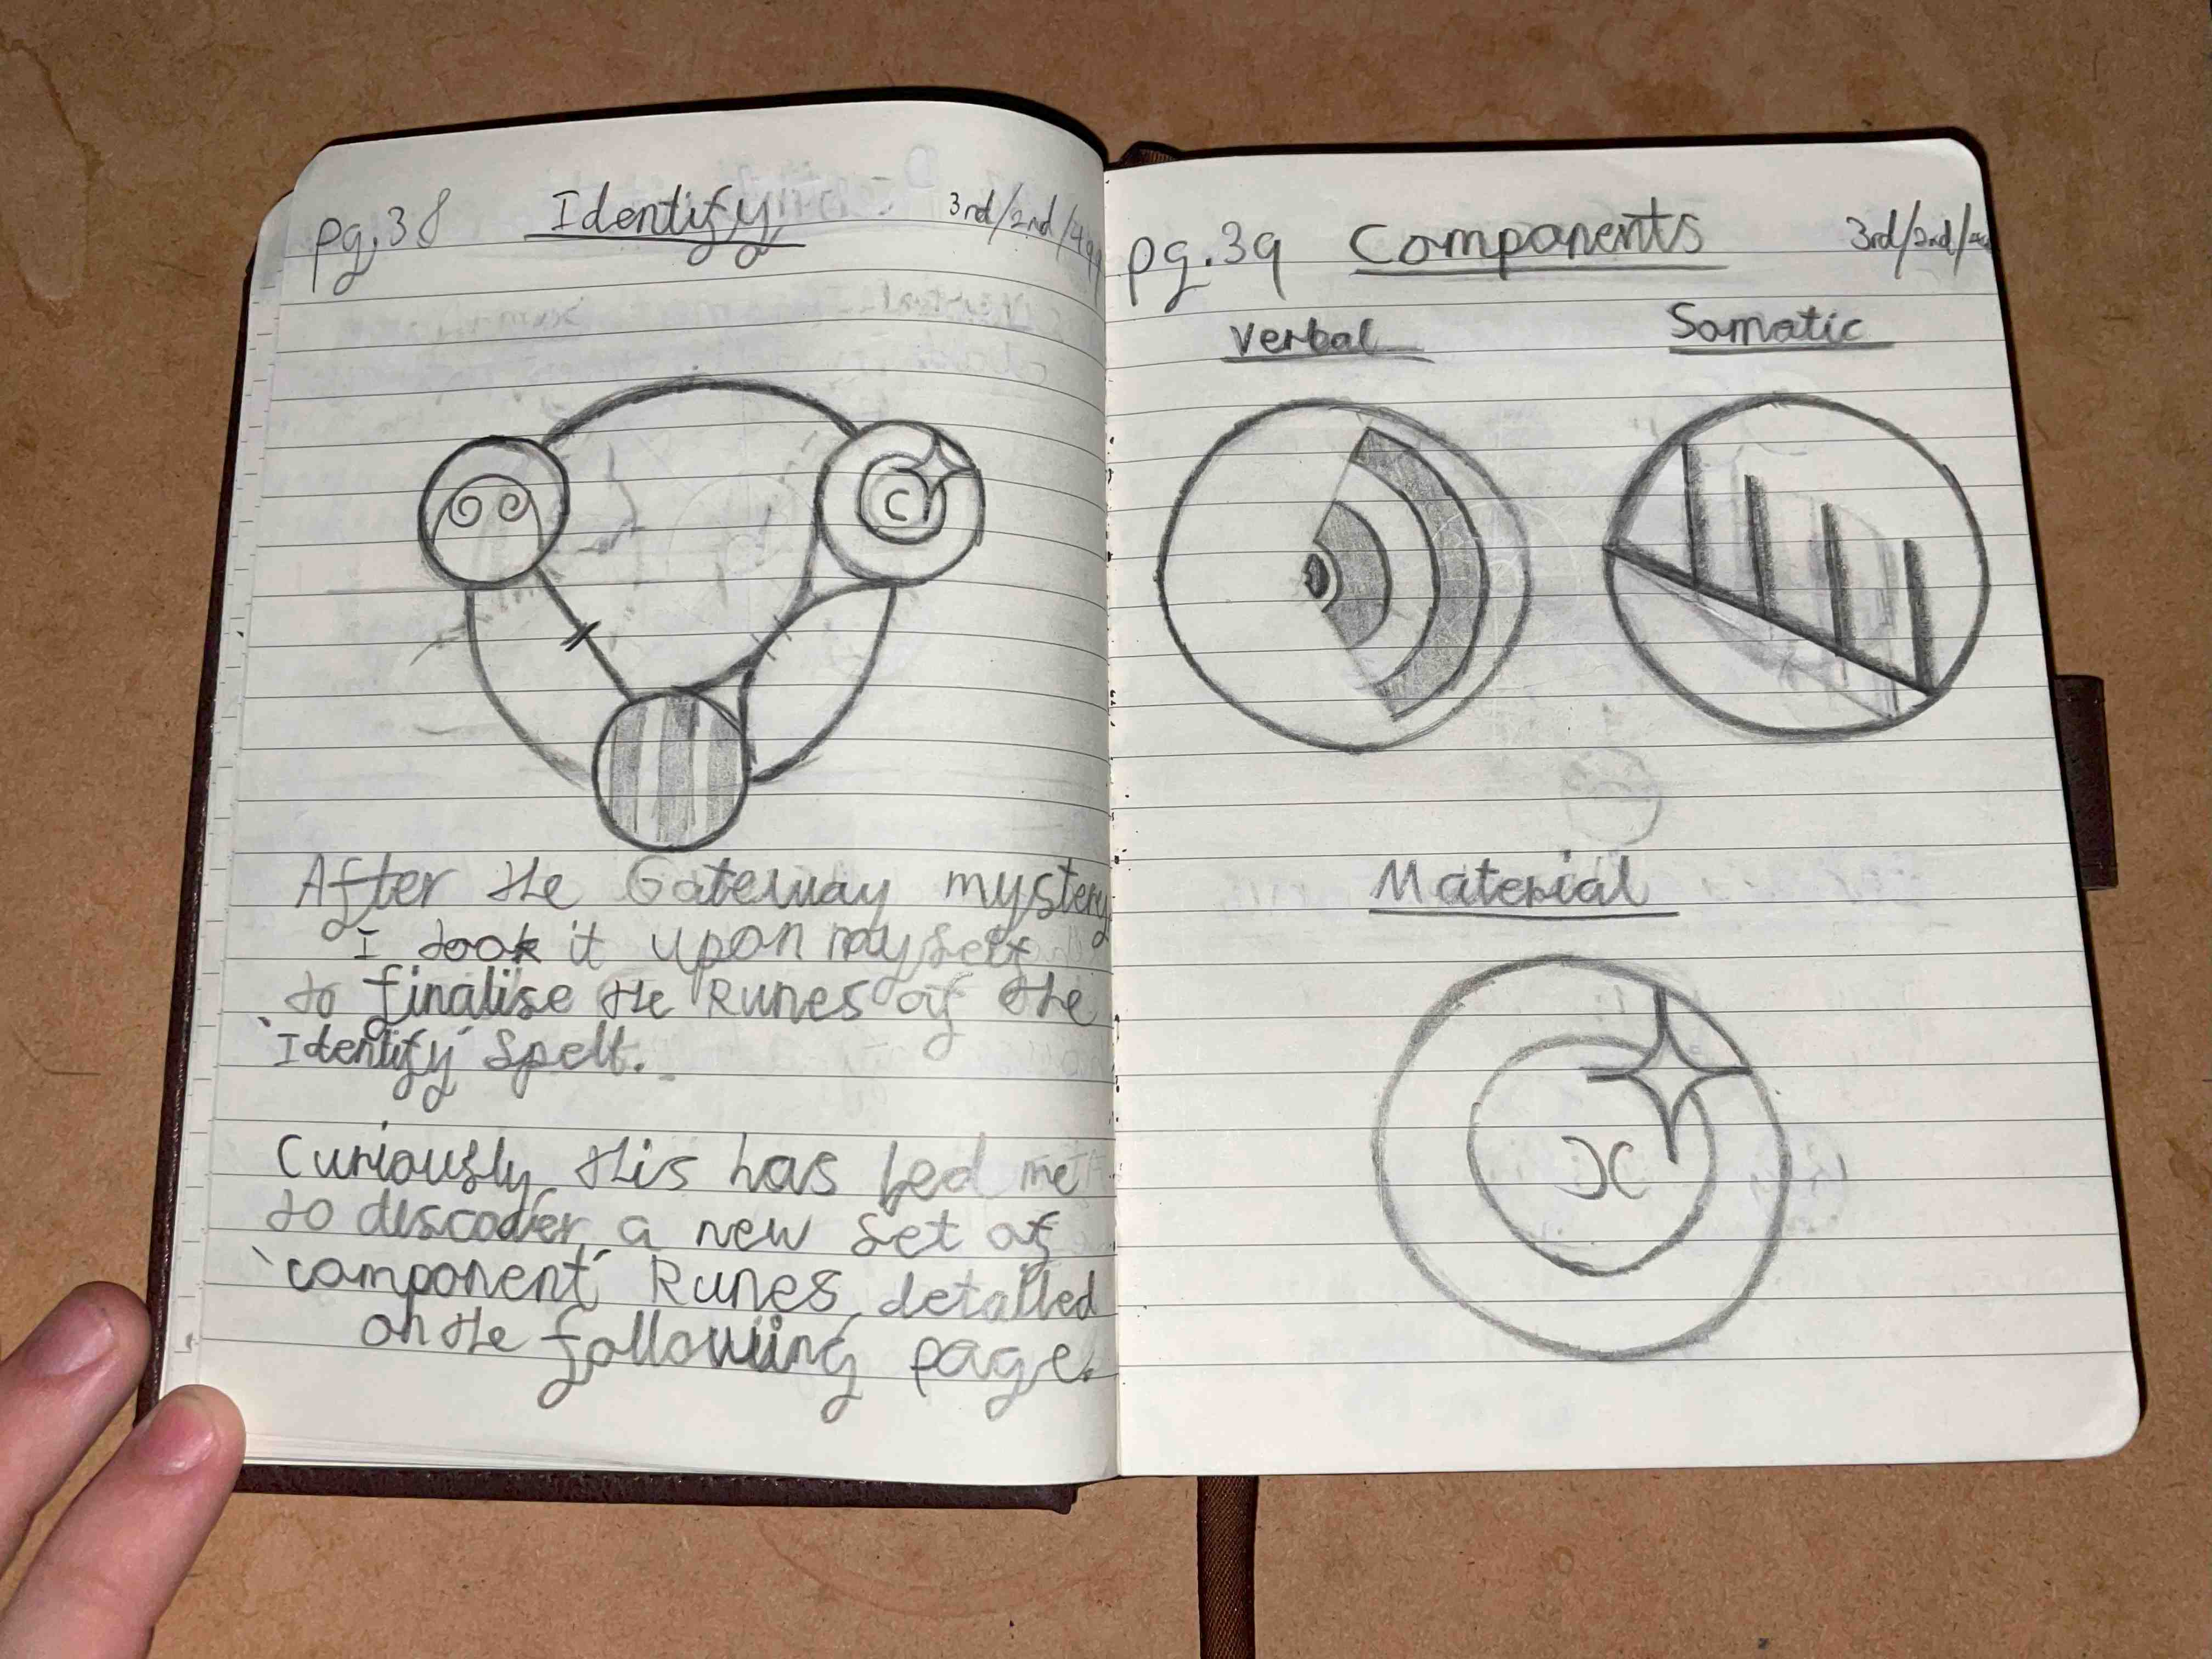 pg.38 Identify 3rd/2nd/499
After the Gateway mystery
I took it upon myself
to finalise the Runes of the
'Identify' Spell.
Curiously, this has led me
to discover a new set of
'component' Runes, detailed
on the following page.
pg.39 Components 3rd/2nd/
Verbal Somatic
Material